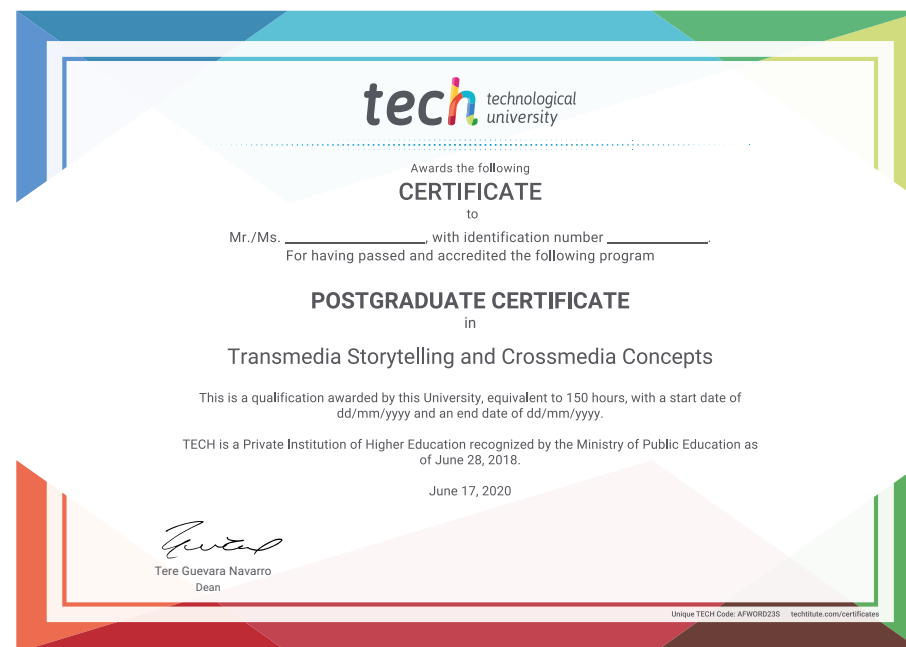 tech technological
university
Awards the following
CERTIFICATE
to
Mr./Ms. ____________________, with identification number ______________.
For having passed and accredited the following program
POSTGRADUATE CERTIFICATE
in
Transmedia Storytelling and Crossmedia Concepts
This is a qualification awarded by this University, equivalent to 150 hours, with a start date of
dd/mm/yyyy and an end date of dd/mm/yyyy.
TECH is a Private Institution of Higher Education recognized by the Ministry of Public Education as
of June 28, 2018.
June 17, 2020
Tere Guevara Navarro
Dean
Unique TECH Code: AFWORD23S techtitute.com/certificates